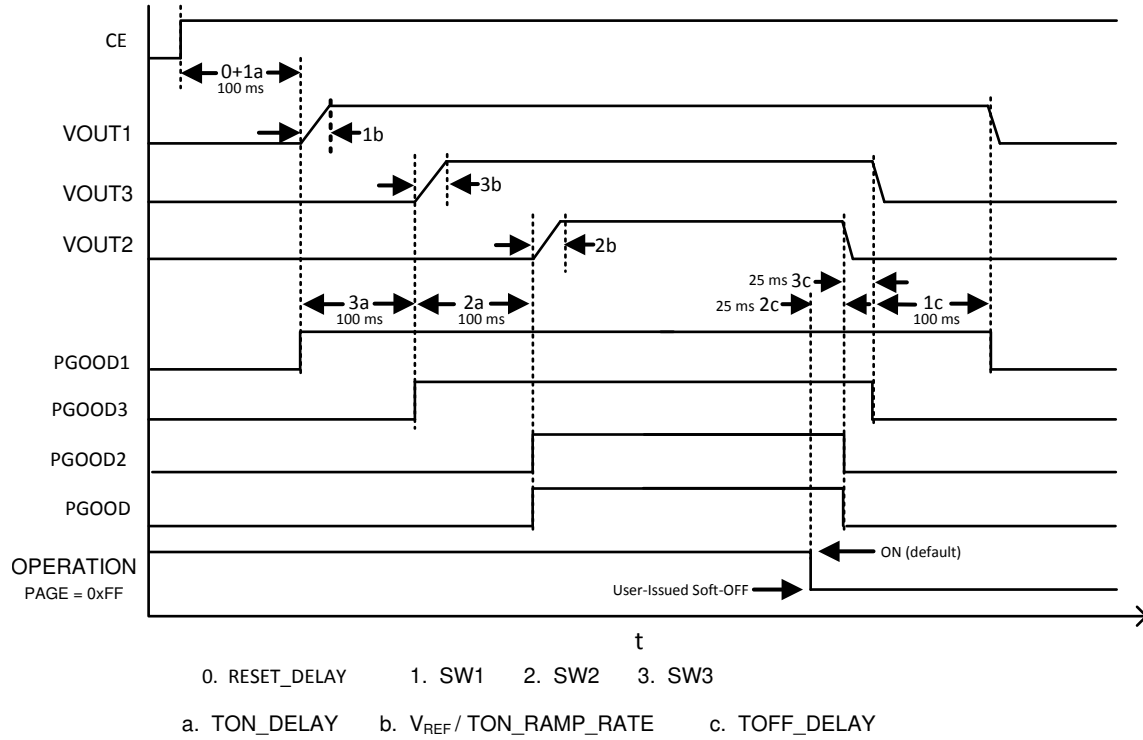 CE
0+1a
100 ms
VOUT1
1b
VOUT3
3b
VOUT2
2b
25 ms 3c
3a
100 ms
2a
100 ms
25 ms 2c
1c
100 ms
PGOOD1
PGOOD3
PGOOD2
PGOOD
OPERATION
PAGE = 0xFF
ON (default)
User-Issued Soft-OFF
t
0. RESET_DELAY 1. SW1 2. SW2 3. SW3
a. TON_DELAY b. VREF / TON_RAMP_RATE c. TOFF_DELAY